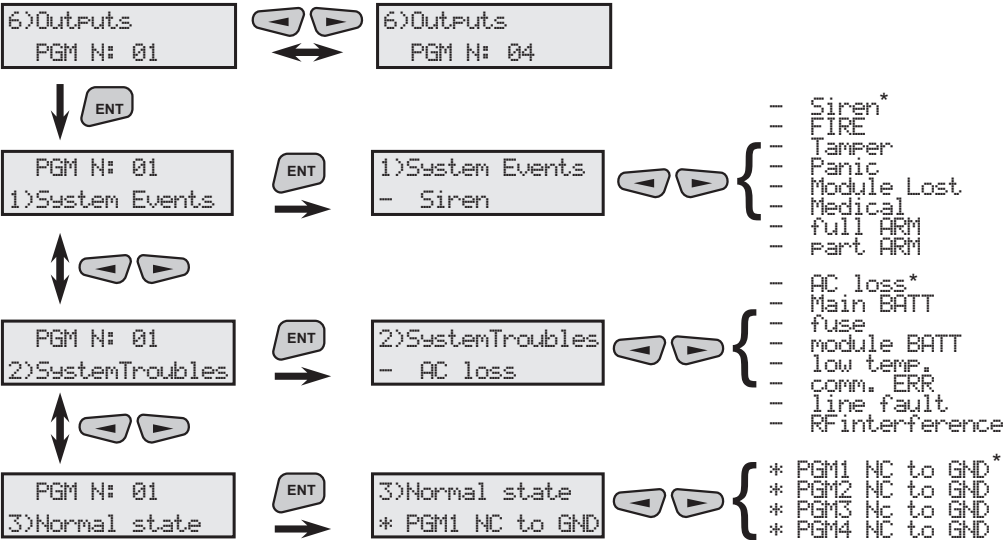 6)Outputs
PGM N: 01
6)Outputs
PGM N: 04
ENT
PGM N: 01
1)System Events
ENT
1)System Events
- Siren
- Siren*
- FIRE
- Tamper
- Panic
- Module Lost
- Medical
- full ARM
- part ARM
PGM N: 01
2)SystemTroubles
ENT
2)SystemTroubles
- AC loss
- AC loss*
- Main BATT
- fuse
- module BATT
- low temp.
- comm. ERR
- line fault
- RFinterference
PGM N: 01
3)Normal state
ENT
3)Normal state
* PGM1 NC to GND
* PGM1 NC to GND*
* PGM2 NC to GND
* PGM3 Nc to GND
* PGM4 NC to GND